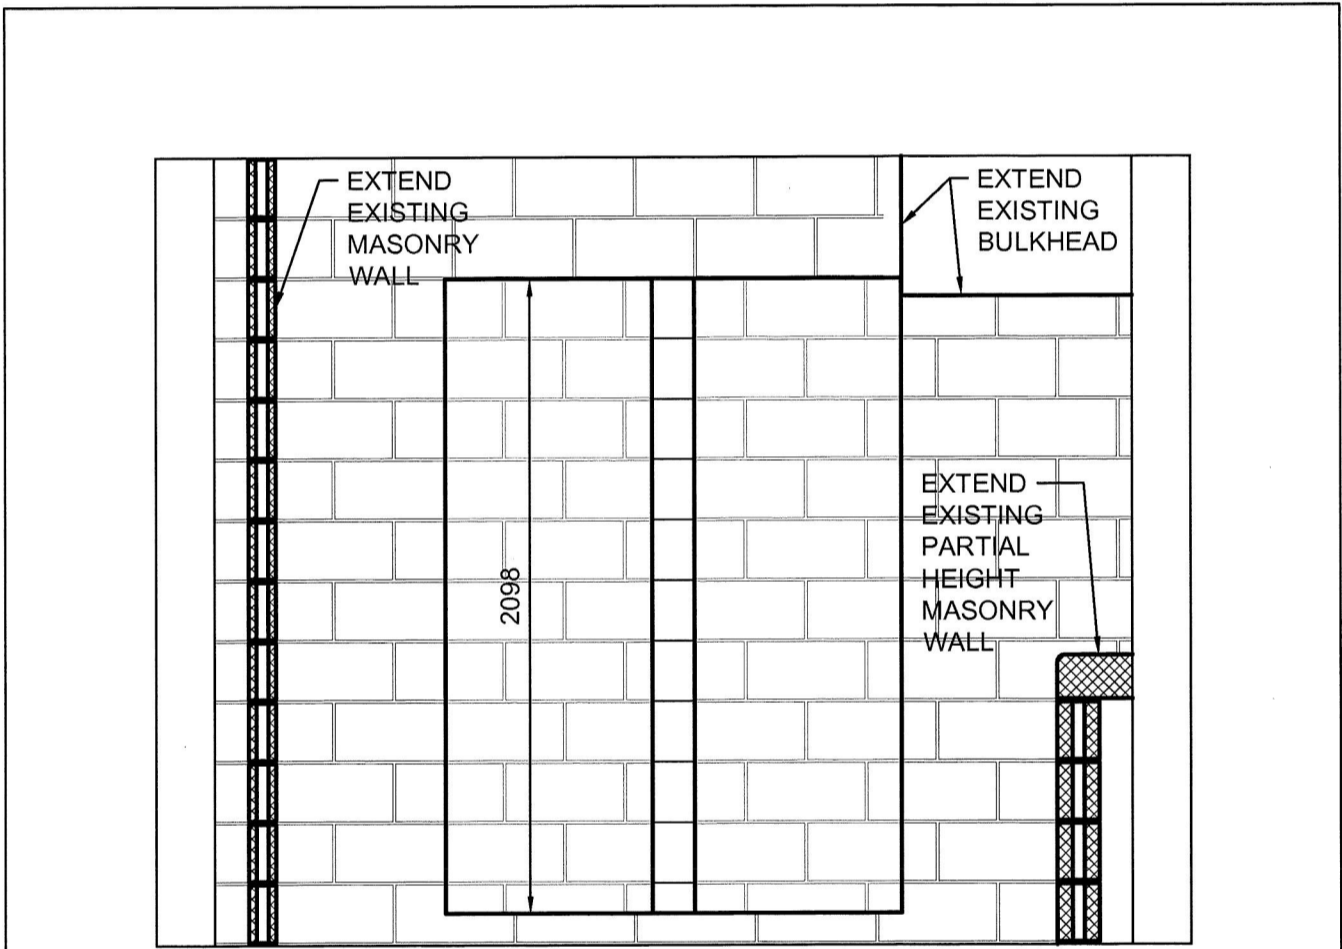 EXTEND
EXISTING
MASONRY
WALL
EXTEND
EXISTING
BULKHEAD
2098
EXTEND
EXISTING
PARTIAL
HEIGHT
MASONRY
WALL